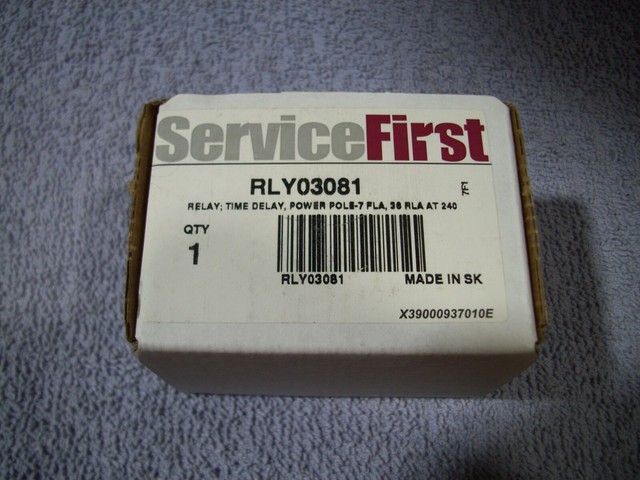 ServiceFirst
RLY03081
7F1
RELAY; TIME DELAY, POWER POLE-7 FLA, 36 RLA AT 240
QTY
1
RLY03081 MADE IN SK
X39000937010E